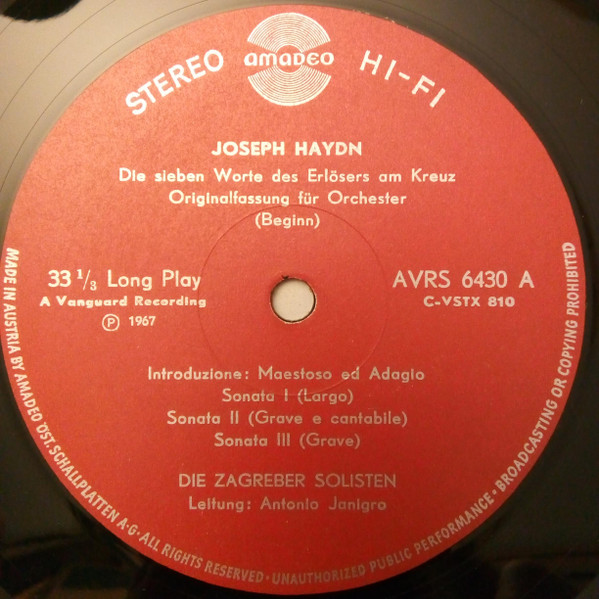 STEREO amadeo HI-FI
JOSEPH HAYDN
Die sieben Worte des Erlösers am Kreuz
Originalfassung für Orchester
(Beginn)
33 1/3 Long Play
A Vanguard Recording
℗ 1967
AVRS 6430 A
C-VSTX 810
Introduzione: Maestoso ed Adagio
Sonata I (Largo)
Sonata II (Grave e cantabile)
Sonata III (Grave)
DIE ZAGREBER SOLISTEN
Leitung: Antonio Janigro
MADE IN AUSTRIA BY AMADEO ÖST. SCHALLPLATTEN A·G · ALL RIGHTS RESERVED · UNAUTHORIZED PUBLIC PERFORMANCE · BROADCASTING OR COPYING PROHIBITED